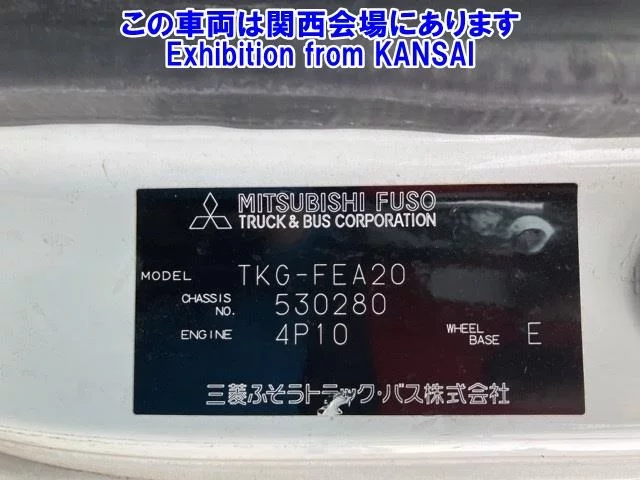 この車両は関西会場にあります
Exhibition from KANSAI
MITSUBISHI FUSO
TRUCK & BUS CORPORATION
MODEL TKG-FEA20
CHASSIS NO. 530280
ENGINE 4P10 WHEEL BASE E
三菱ふそうトラック・バス株式会社